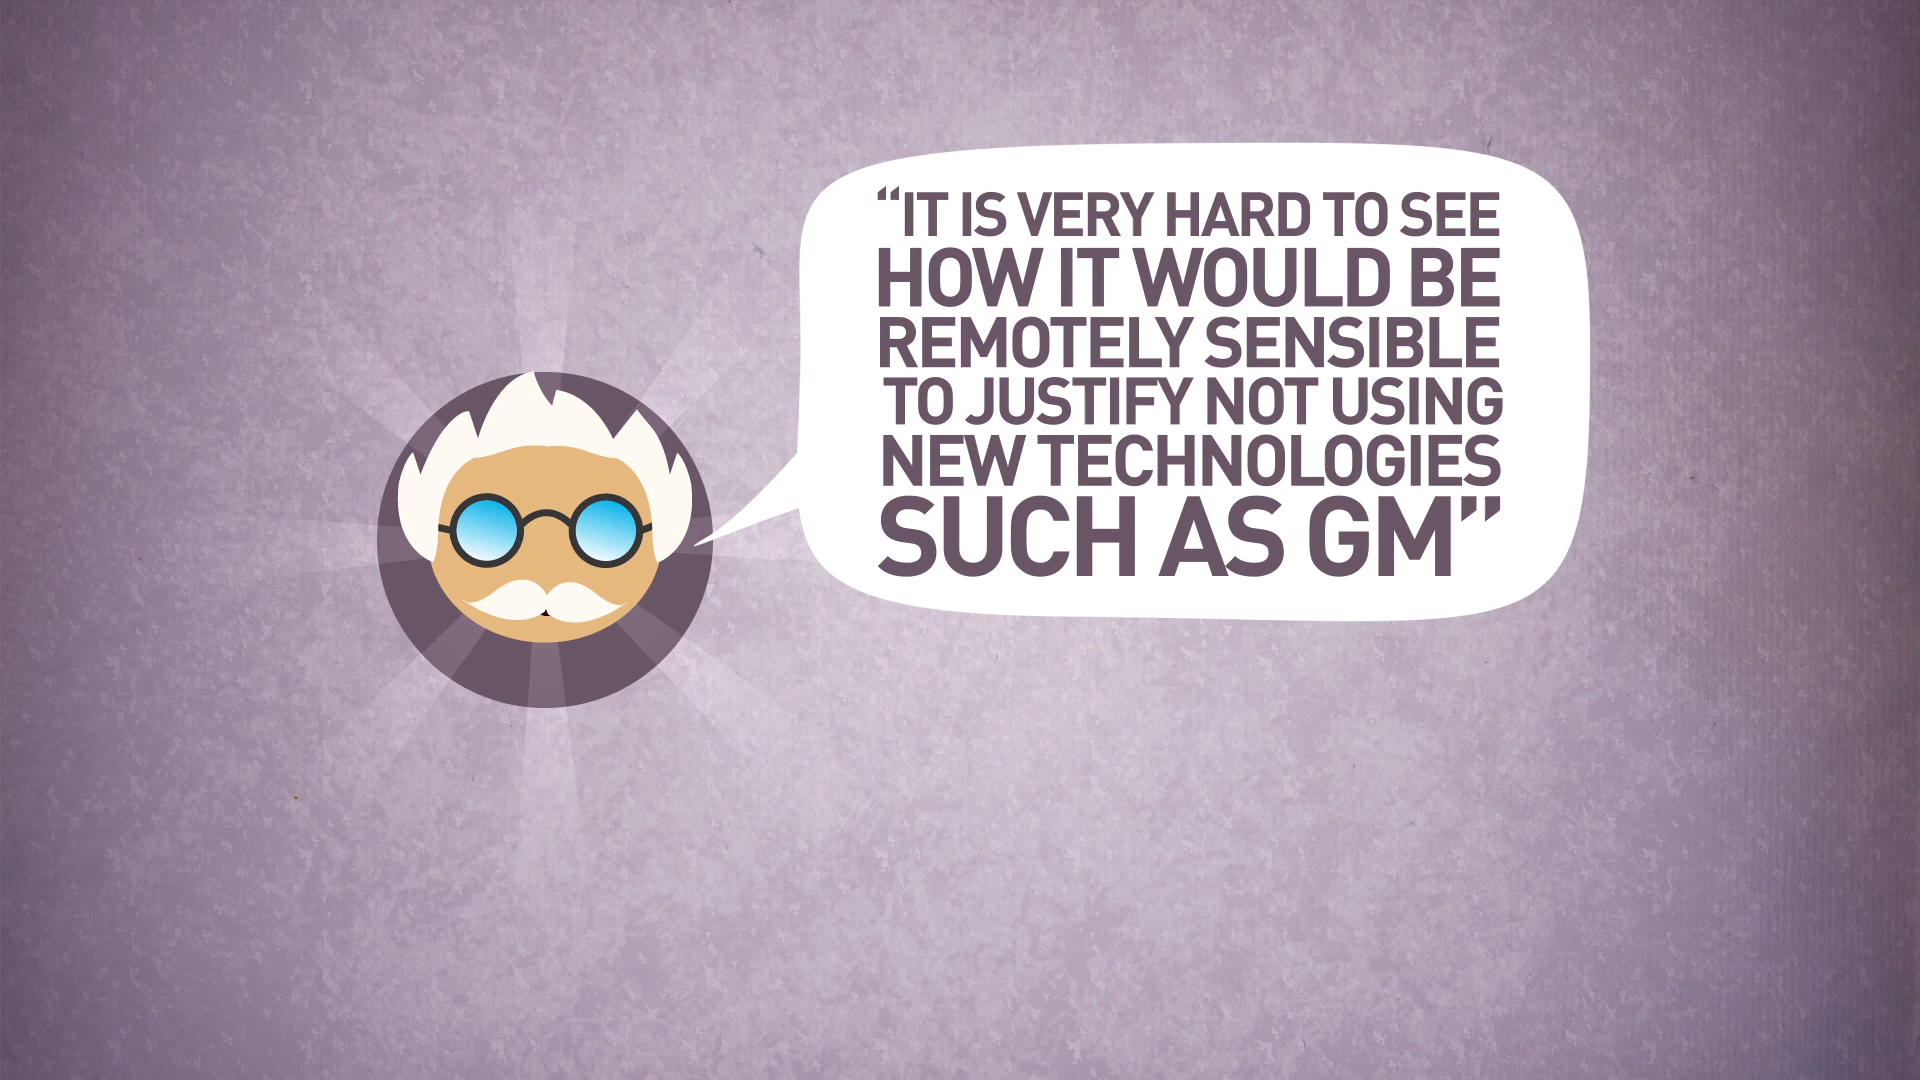 “IT IS VERY HARD TO SEE
HOW IT WOULD BE
REMOTELY SENSIBLE
TO JUSTIFY NOT USING
NEW TECHNOLOGIES
SUCH AS GM”